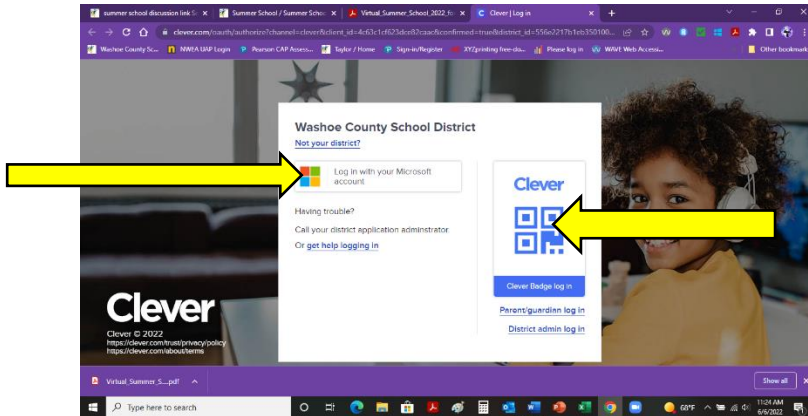 summer school discussion link S
Summer School / Summer Schoo
Virtual_Summer_School_2022_fo
Clever | Log in
clever.com/oauth/authorize?channel=clever&client_id=4c63c1cf623dce82caac&confirmed=true&district_id=556e2217b1eb350100...
Washoe County Sc...
NWEA UAP Login
Pearson CAP Assess...
Taylor / Home
Sign-in/Register
XYZprinting free-clo...
Please log in
WAVE Web Accessi...
Other bookmark
Washoe County School District
Not your district?
Log in with your Microsoft
account
Having trouble?
Call your district application adminstrator.
Or get help logging in
Clever
Clever Badge log in
Parent/guardian log in
District admin log in
Clever
Clever © 2022
https://clever.com/trust/privacy/policy
https://clever.com/about/terms
Virtual_Summer_S....pdf
Show all
Type here to search
60°F
11:24 AM
6/6/2022